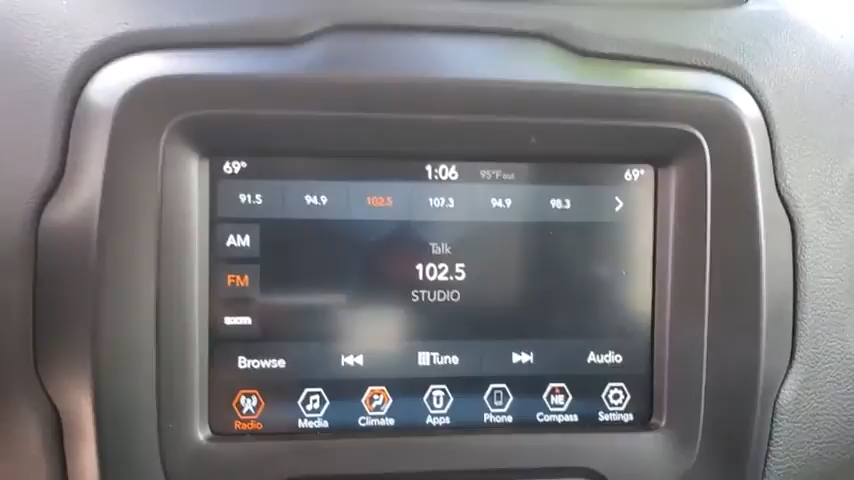 69° 1:06 95°F out 69°
91.5 94.9 102.5 107.3 94.9 98.3
AM
Talk
FM
102.5
STUDIO
Browse Tune Audio
Radio Media Climate Apps Phone NE Compass Settings